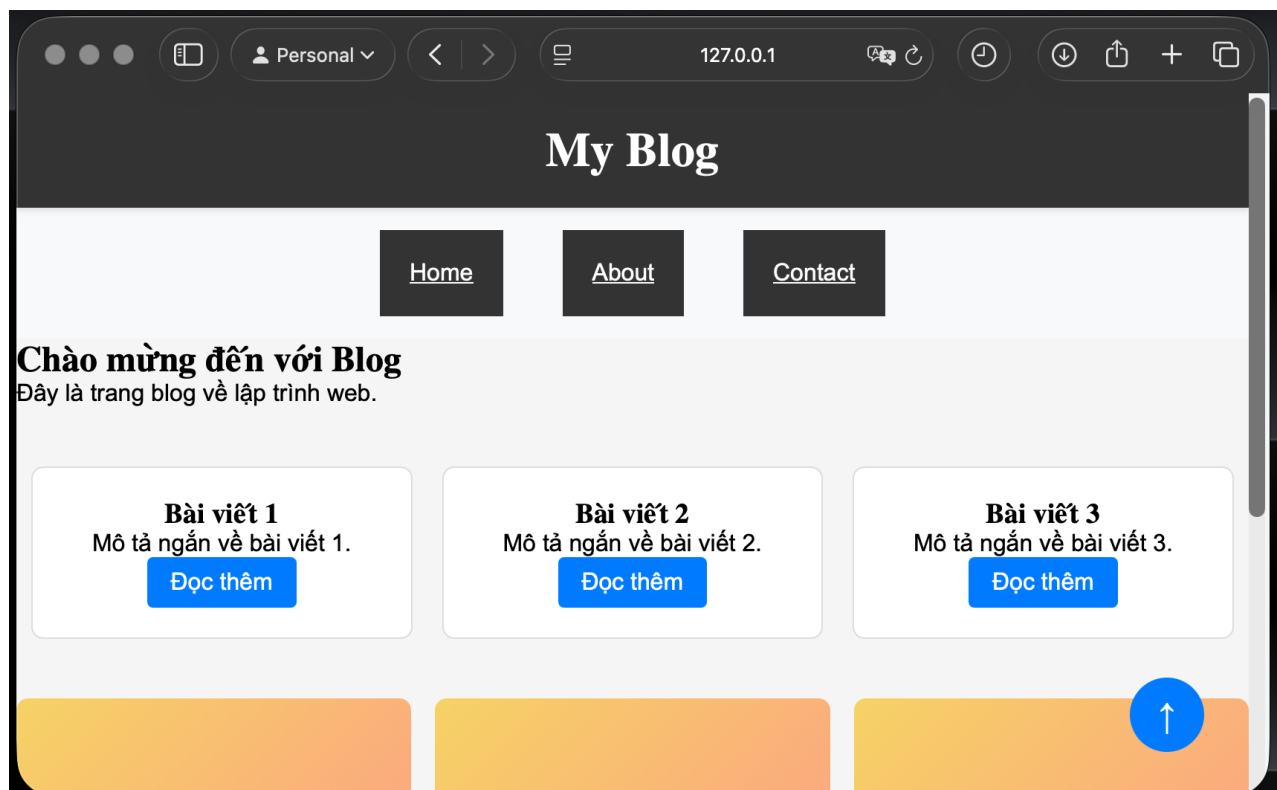 Personal
127.0.0.1
My Blog
Home About Contact
Chào mừng đến với Blog
Đây là trang blog về lập trình web.
Bài viết 1
Mô tả ngắn về bài viết 1.
Đọc thêm
Bài viết 2
Mô tả ngắn về bài viết 2.
Đọc thêm
Bài viết 3
Mô tả ngắn về bài viết 3.
Đọc thêm
↑